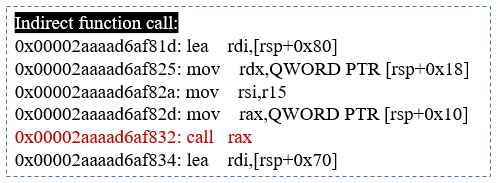 Indirect function call:
0x00002aaaad6af81d: lea rdi,[rsp+0x80]
0x00002aaaad6af825: mov rdx,QWORD PTR [rsp+0x18]
0x00002aaaad6af82a: mov rsi,r15
0x00002aaaad6af82d: mov rax,QWORD PTR [rsp+0x10]
0x00002aaaad6af832: call rax
0x00002aaaad6af834: lea rdi,[rsp+0x70]